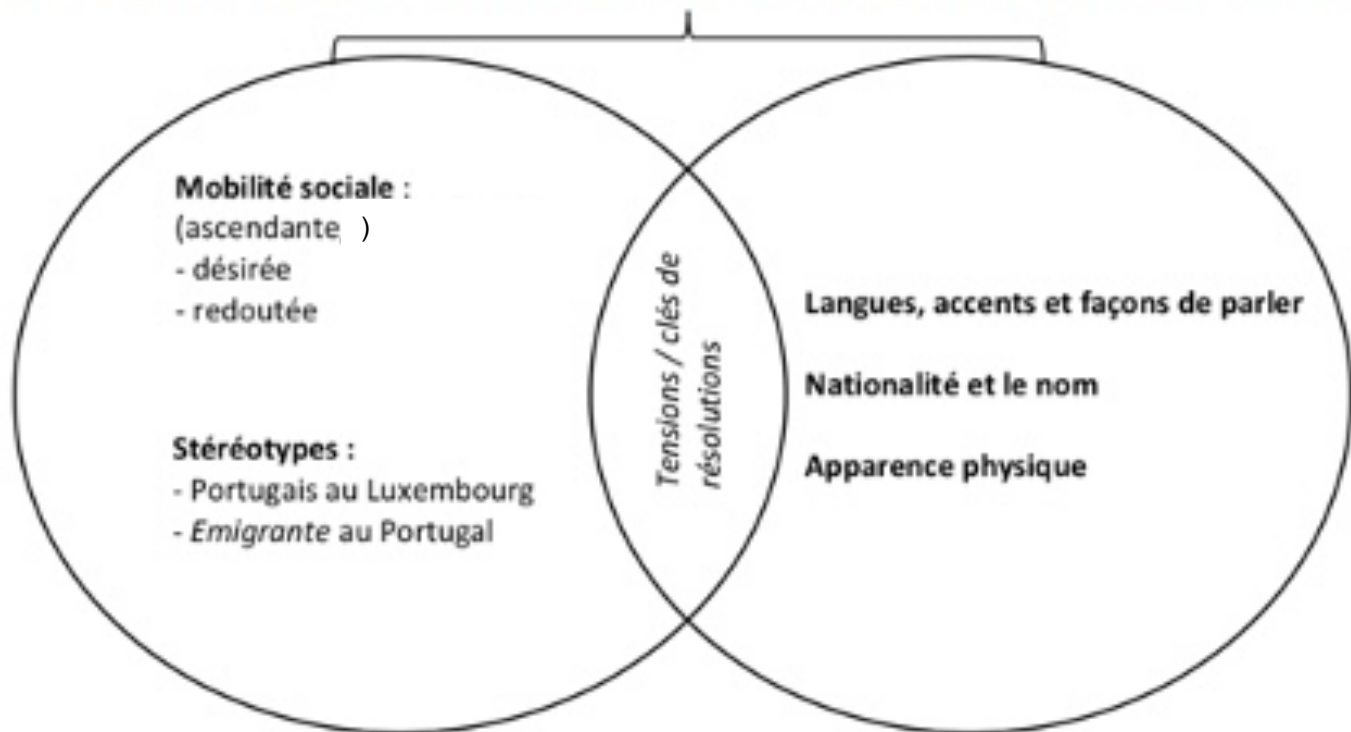 Mobilité sociale :
(ascendante )
- désirée
- redoutée
Stéréotypes :
- Portugais au Luxembourg
- Emigrante au Portugal
Tensions / clés de
résolutions
Langues, accents et façons de parler
Nationalité et le nom
Apparence physique